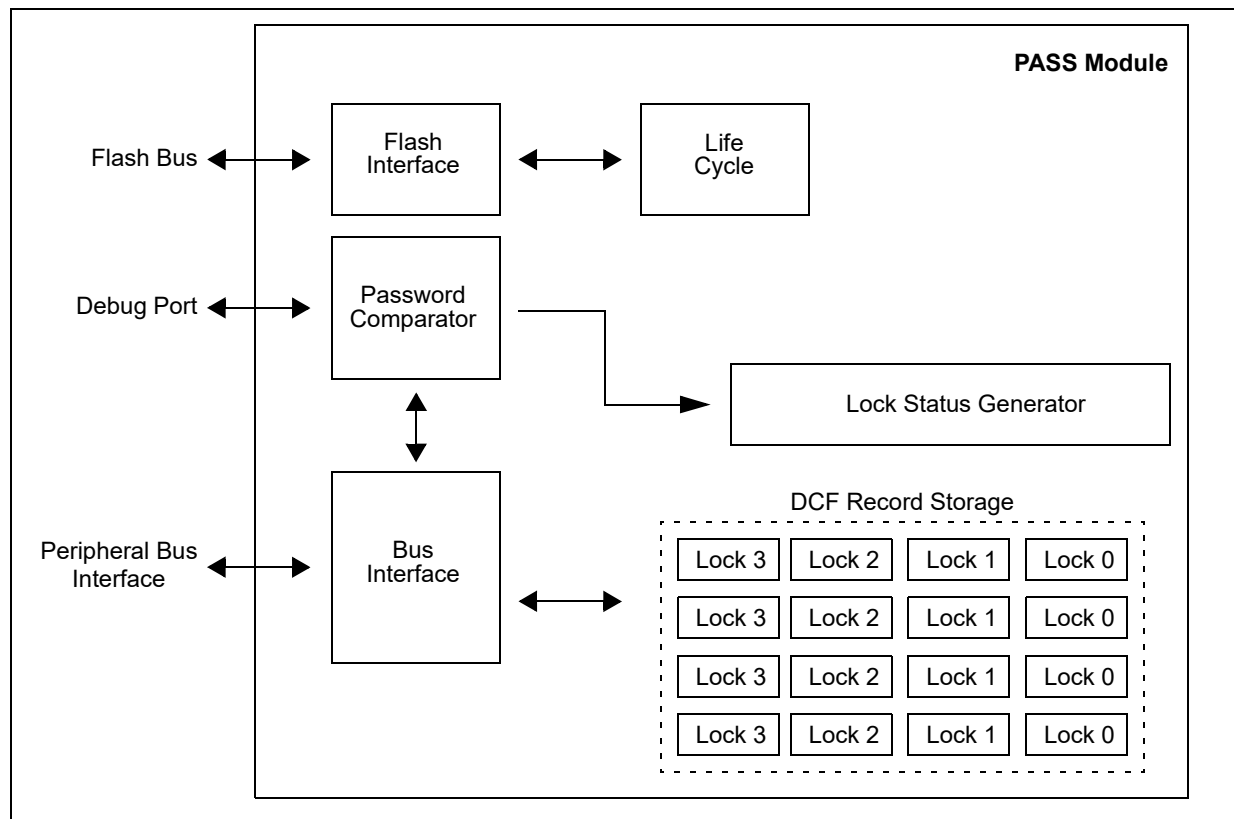 PASS Module
Flash Bus
Flash
Interface
Life
Cycle
Debug Port
Password
Comparator
Lock Status Generator
DCF Record Storage
Peripheral Bus
Interface
Bus
Interface
Lock 3 Lock 2 Lock 1 Lock 0
Lock 3 Lock 2 Lock 1 Lock 0
Lock 3 Lock 2 Lock 1 Lock 0
Lock 3 Lock 2 Lock 1 Lock 0